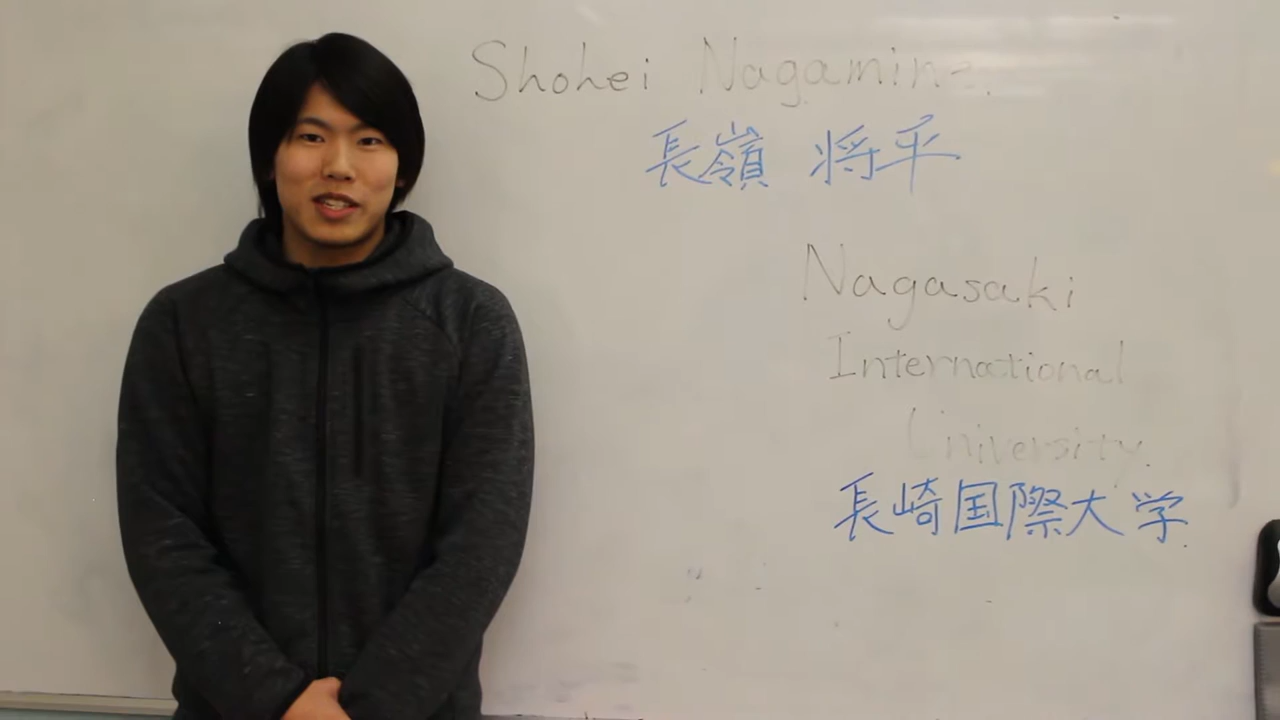 Shohei Nagamine.
長嶺 将平
Nagasaki
International
University.
長崎国際大学.